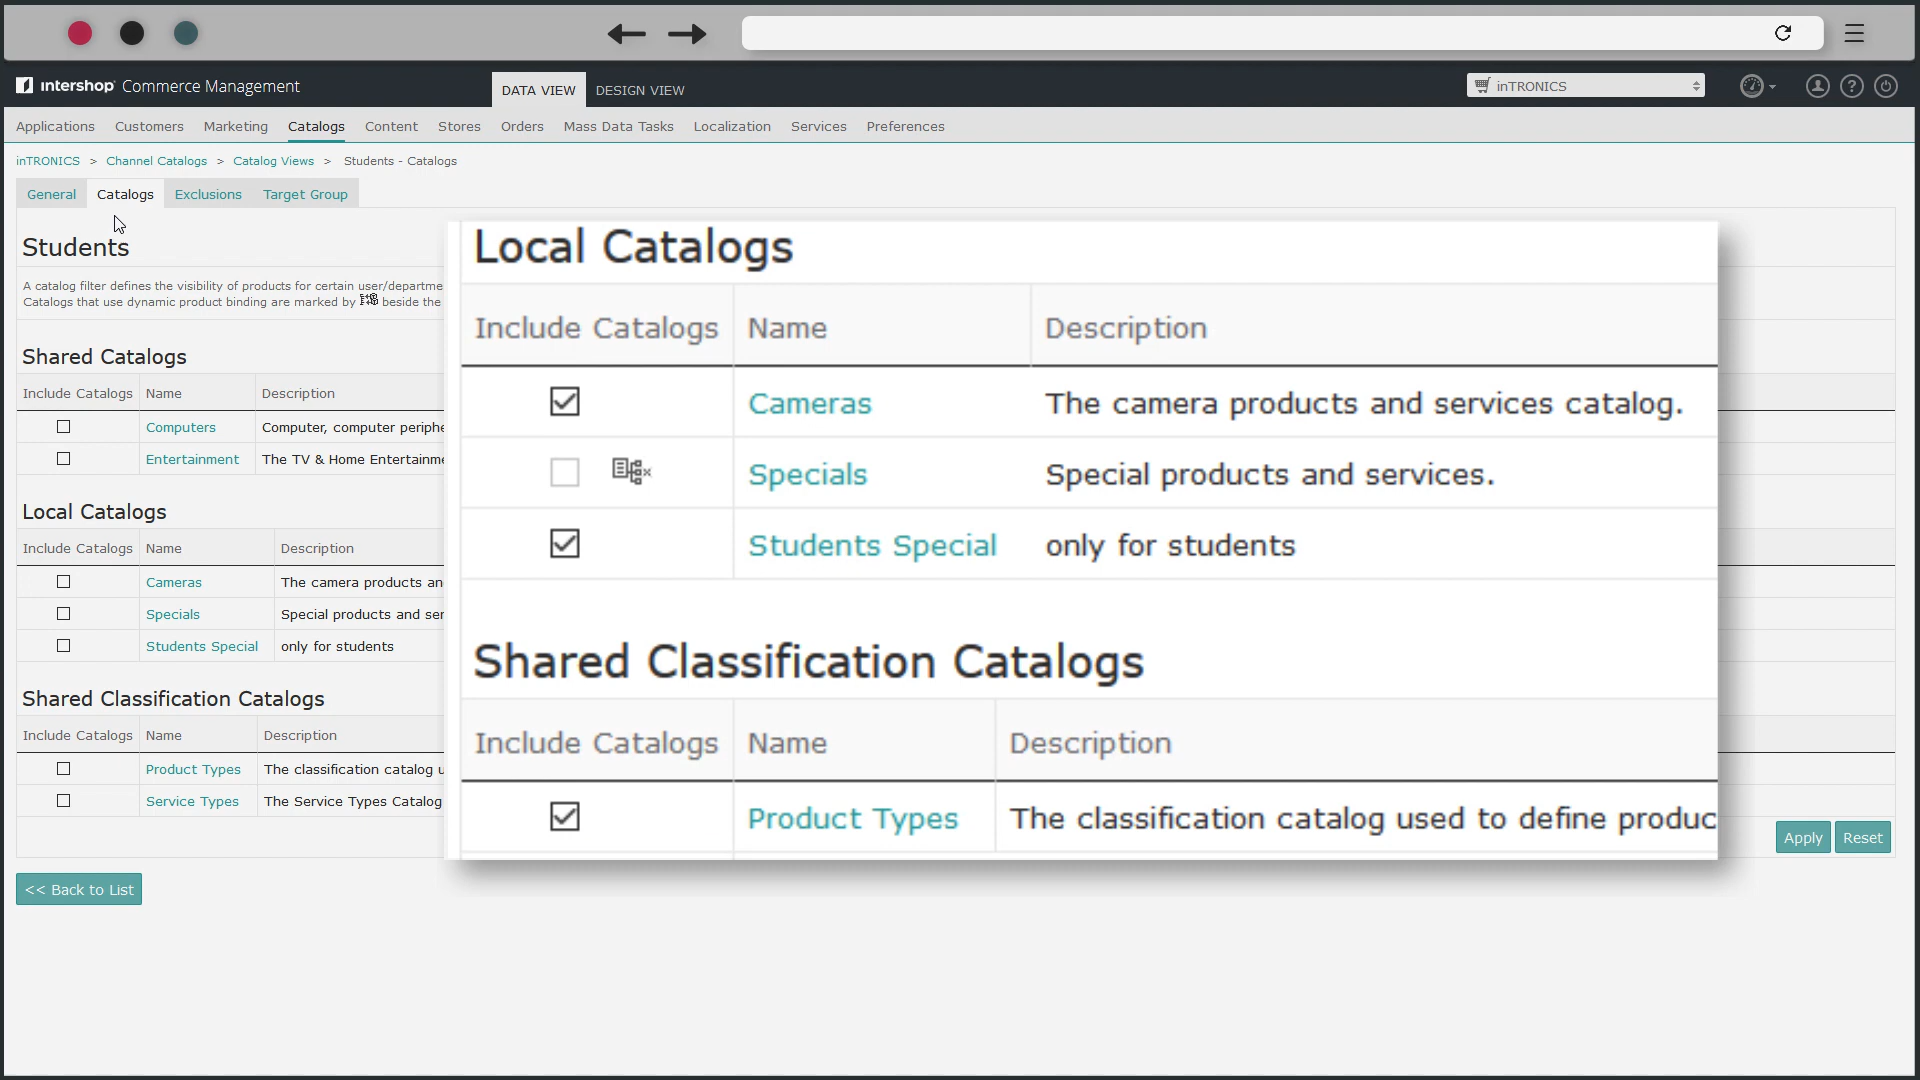 intershop Commerce Management
DATA VIEW
DESIGN VIEW
inTRONICS
Applications Customers Marketing Catalogs Content Stores Orders Mass Data Tasks Localization Services Preferences
inTRONICS > Channel Catalogs > Catalog Views > Students - Catalogs
General Catalogs Exclusions Target Group
Students
A catalog filter defines the visibility of products for certain user/departme
Catalogs that use dynamic product binding are marked by beside the
Shared Catalogs
Include Catalogs Name Description
Computers Computer, computer periphe
Entertainment The TV & Home Entertainme
Local Catalogs
Include Catalogs Name Description
Cameras The camera products an
Specials Special products and ser
Students Special only for students
Shared Classification Catalogs
Include Catalogs Name Description
Product Types The classification catalog u
Service Types The Service Types Catalog
Local Catalogs
Include Catalogs Name Description
Cameras The camera products and services catalog.
Specials Special products and services.
Students Special only for students
Shared Classification Catalogs
Include Catalogs Name Description
Product Types The classification catalog used to define produc
Apply Reset
<< Back to List